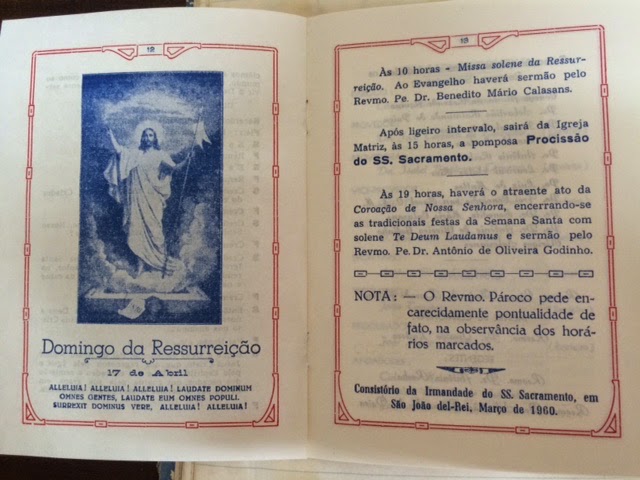 12
Domingo da Ressurreição
17 de Abril
ALLELUIA! ALLELUIA! ALLELUIA! LAUDATE DOMINUM
OMNES GENTES, LAUDATE EUM OMNES POPULI.
SURREXIT DOMINUS VERE, ALLELUIA! ALLELUIA!
Às 10 horas - Missa solene da Ressur-
reição. Ao Evangelho haverá sermão pelo
Revmo. Pe. Dr. Benedito Mário Calasans.
Após ligeiro intervalo, sairá da Igreja
Matriz, às 15 horas, a pomposa Procissão
do SS. Sacramento.
Às 19 horas, haverá o atraente ato da
Coroação de Nossa Senhora, encerrando-se
as tradicionais festas da Semana Santa com
solene Te Deum Laudamus e sermão pelo
Revmo. Pe. Dr. Antônio de Oliveira Godinho.
NOTA: — O Revmo. Pároco pede en-
carecidamente pontualidade de
fato, na observância dos horá-
rios marcados.
Consistório da Irmandade do SS. Sacramento, em
São João del-Rei, Março de 1960.